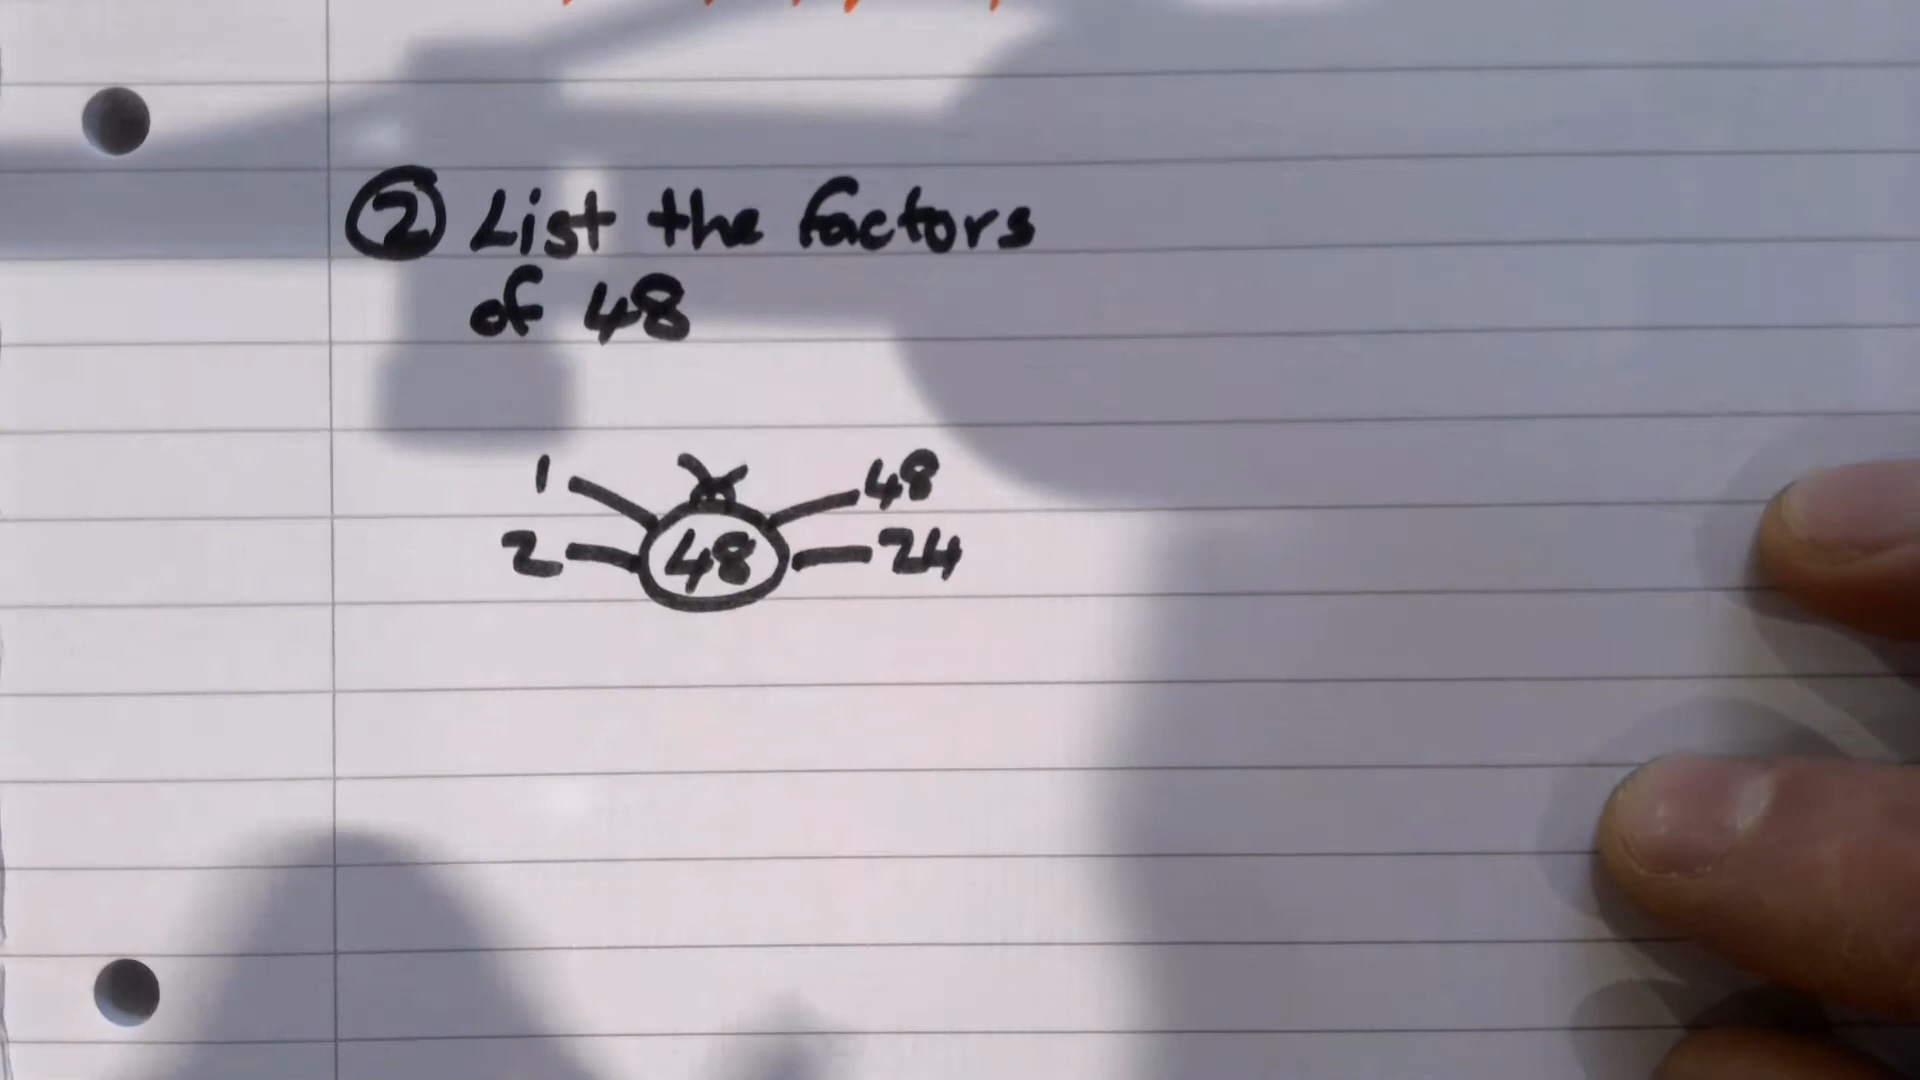 ② List the factors
of 48
1 48
2 48 24